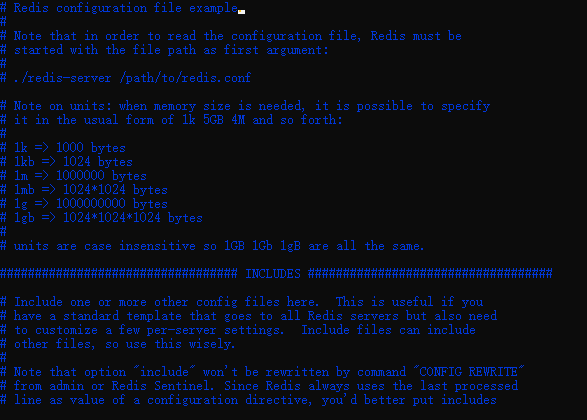 # Redis configuration file example
#
# Note that in order to read the configuration file, Redis must be
# started with the file path as first argument:
#
# ./redis-server /path/to/redis.conf
# Note on units: when memory size is needed, it is possible to specify
# it in the usual form of 1k 5GB 4M and so forth:
#
# 1k => 1000 bytes
# 1kb => 1024 bytes
# 1m => 1000000 bytes
# 1mb => 1024*1024 bytes
# 1g => 1000000000 bytes
# 1gb => 1024*1024*1024 bytes
#
# units are case insensitive so 1GB 1Gb 1gB are all the same.
################################## INCLUDES ###################################
# Include one or more other config files here.  This is useful if you
# have a standard template that goes to all Redis servers but also need
# to customize a few per-server settings.  Include files can include
# other files, so use this wisely.
#
# Note that option "include" won't be rewritten by command "CONFIG REWRITE"
# from admin or Redis Sentinel. Since Redis always uses the last processed
# line as value of a configuration directive, you'd better put includes